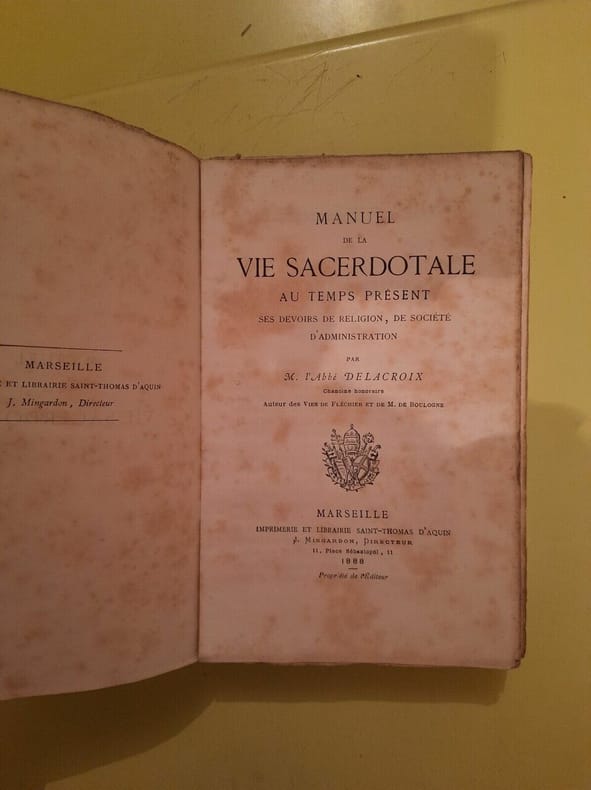 MARSEILLE
E ET LIBRAIRIE SAINT-THOMAS D'AQUIN
J. Mingardon, Directeur
MANUEL
DE LA
VIE SACERDOTALE
AU TEMPS PRÉSENT
SES DEVOIRS DE RELIGION, DE SOCIÉTÉ
D'ADMINISTRATION
PAR
M. l'Abbé DELACROIX
Chanoine honoraire
Auteur des VIES DE FLÉCHIER ET DE M. DE BOULOGNE
MARSEILLE
IMPRIMERIE ET LIBRAIRIE SAINT-THOMAS D'AQUIN
J. MINGARDON, DIRECTEUR
11, Place Sébastopol, 11
1888
Propriété de l'Éditeur